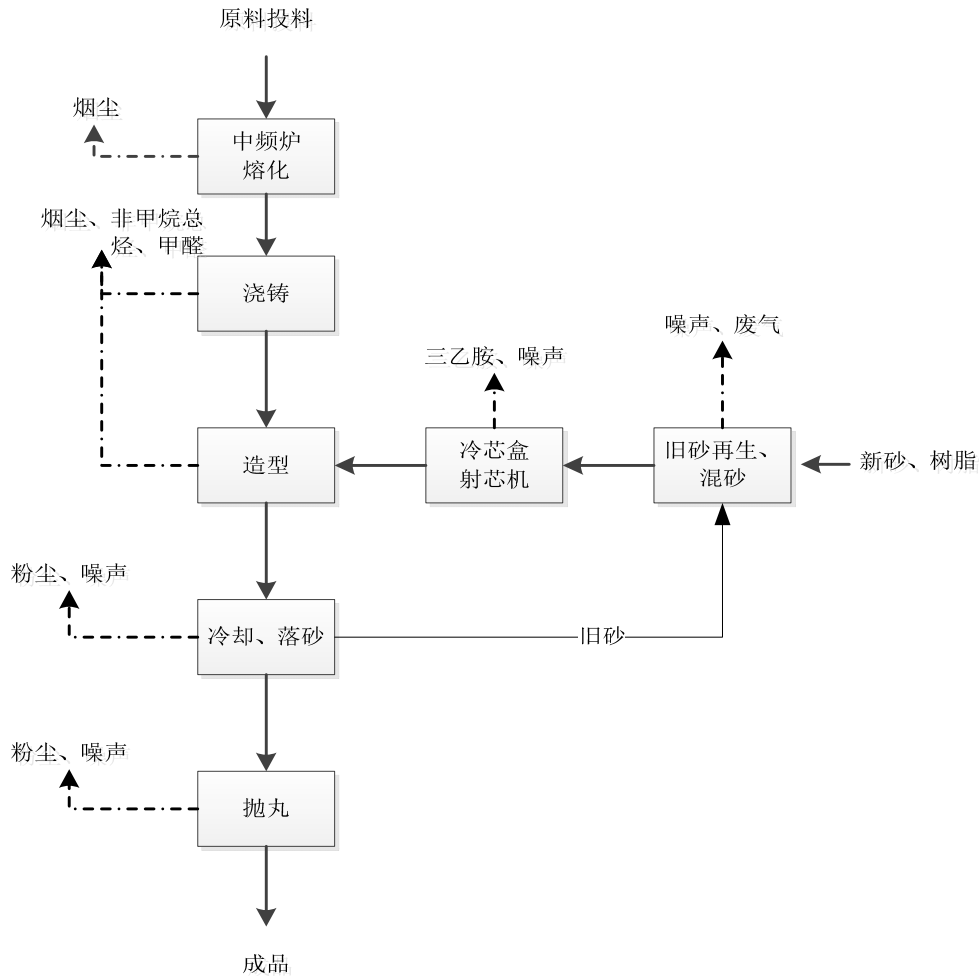 原料投料
烟尘
中频炉
熔化
烟尘、非甲烷总
烃、甲醛
浇铸
噪声、废气
三乙胺、噪声
造型
冷芯盒
射芯机
旧砂再生、
混砂
新砂、树脂
粉尘、噪声
冷却、落砂
旧砂
粉尘、噪声
抛丸
成品